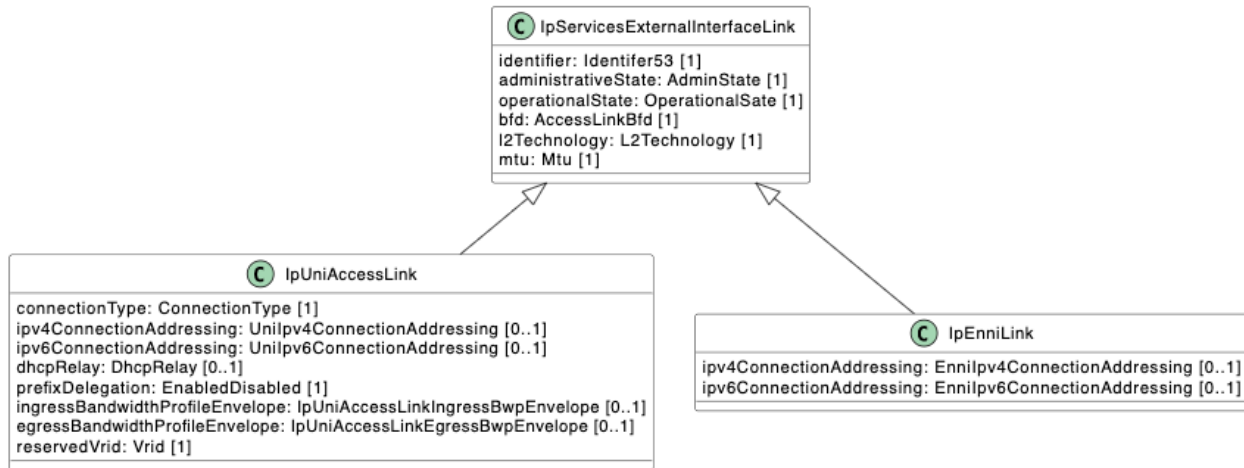 C IpServicesExternalInterfaceLink
identifier: Identifer53 [1]
administrativeState: AdminState [1]
operationalState: OperationalSate [1]
bfd: AccessLinkBfd [1]
l2Technology: L2Technology [1]
mtu: Mtu [1]
C IpUniAccessLink
connectionType: ConnectionType [1]
ipv4ConnectionAddressing: UniIpv4ConnectionAddressing [0..1]
ipv6ConnectionAddressing: UniIpv6ConnectionAddressing [0..1]
dhcpRelay: DhcpRelay [0..1]
prefixDelegation: EnabledDisabled [1]
ingressBandwidthProfileEnvelope: IpUniAccessLinkIngressBwpEnvelope [0..1]
egressBandwidthProfileEnvelope: IpUniAccessLinkEgressBwpEnvelope [0..1]
reservedVrid: Vrid [1]
C IpEnniLink
ipv4ConnectionAddressing: EnniIpv4ConnectionAddressing [0..1]
ipv6ConnectionAddressing: EnniIpv6ConnectionAddressing [0..1]